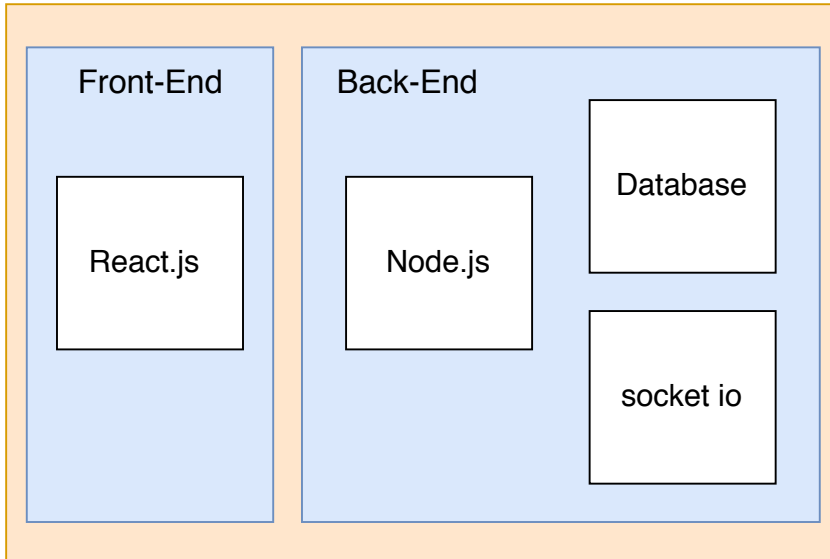 Front-End
React.js
Back-End
Node.js
Database
socket io